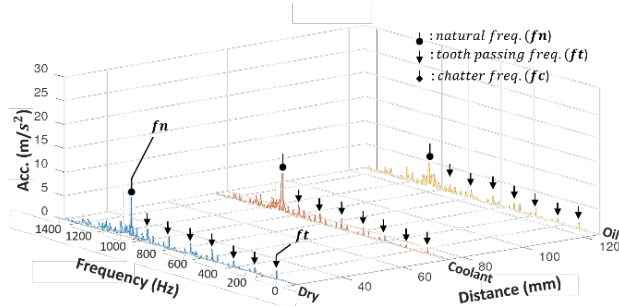 : natural freq. (fn)
: tooth passing freq. (ft)
: chatter freq. (fc)
30
25
20
15
10
5
0
Acc. (m/s²)
fn
ft
1400
1200
1000
800
600
400
200
0
Frequency (Hz)
Dry
Coolant
Oil
40
60
80
100
120
Distance (mm)